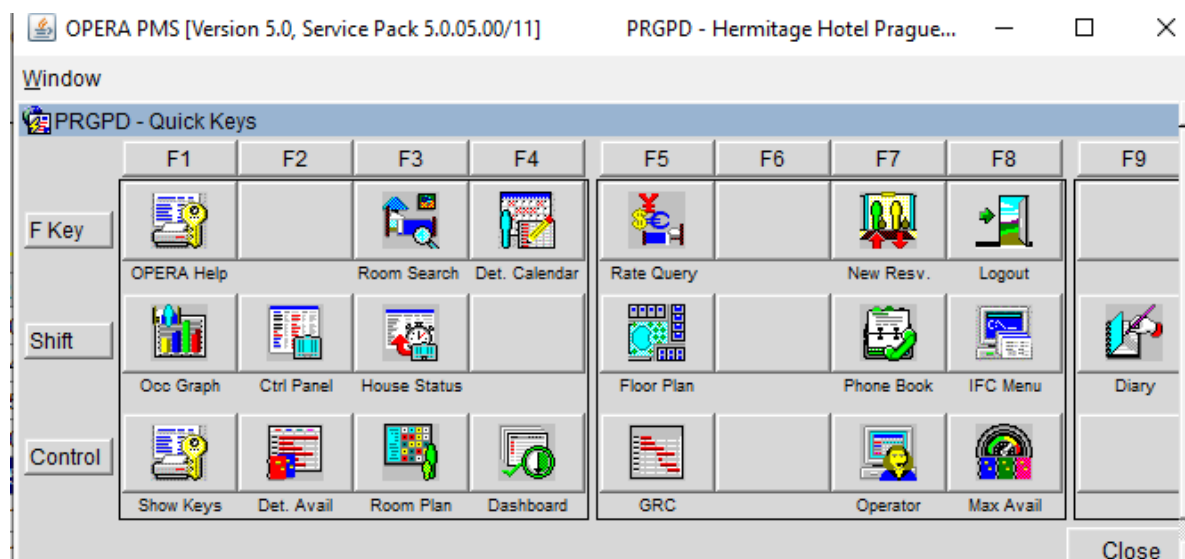 OPERA PMS [Version 5.0, Service Pack 5.0.05.00/11] PRGPD - Hermitage Hotel Prague...
Window
PRGPD - Quick Keys
F1 F2 F3 F4 F5 F6 F7 F8 F9
F Key
OPERA Help Room Search Det. Calendar Rate Query New Resv. Logout
Shift
Occ Graph Ctrl Panel House Status Floor Plan Phone Book IFC Menu Diary
Control
Show Keys Det. Avail Room Plan Dashboard GRC Operator Max Avail
Close